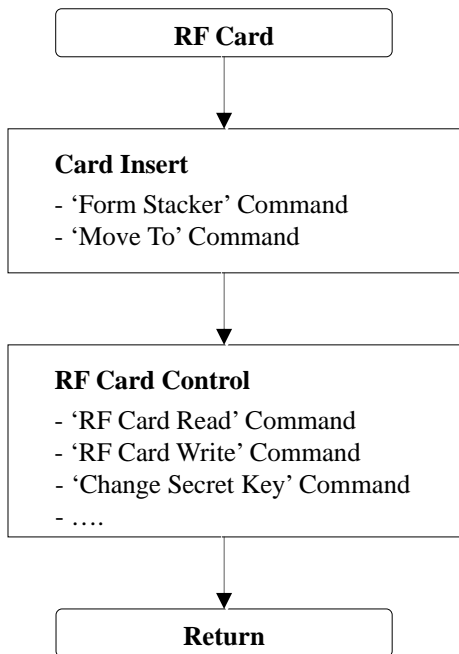 RF Card
Card Insert
- ‘Form Stacker’ Command
- ‘Move To’ Command
RF Card Control
- ‘RF Card Read’ Command
- ‘RF Card Write’ Command
- ‘Change Secret Key’ Command
- ….
Return